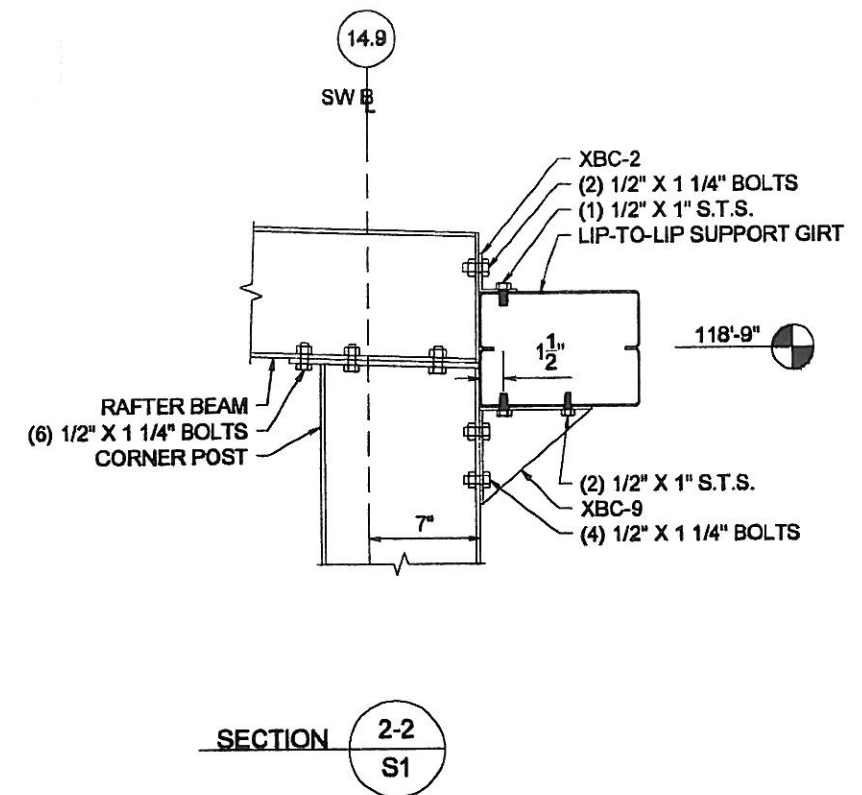 14.9
SW B̵L
XBC-2
(2) 1/2" X 1 1/4" BOLTS
(1) 1/2" X 1" S.T.S.
LIP-TO-LIP SUPPORT GIRT
118'-9"
1 1/2"
RAFTER BEAM
(6) 1/2" X 1 1/4" BOLTS
CORNER POST
(2) 1/2" X 1" S.T.S.
XBC-9
(4) 1/2" X 1 1/4" BOLTS
7"
SECTION 2-2
S1